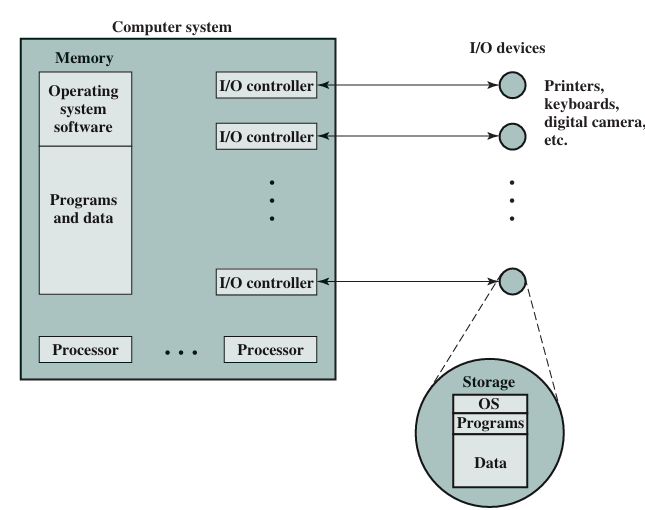 Computer system
I/O devices
Memory
Operating
system
software
Programs
and data
I/O controller
I/O controller
I/O controller
Printers,
keyboards,
digital camera,
etc.
Processor
Processor
Storage
OS
Programs
Data